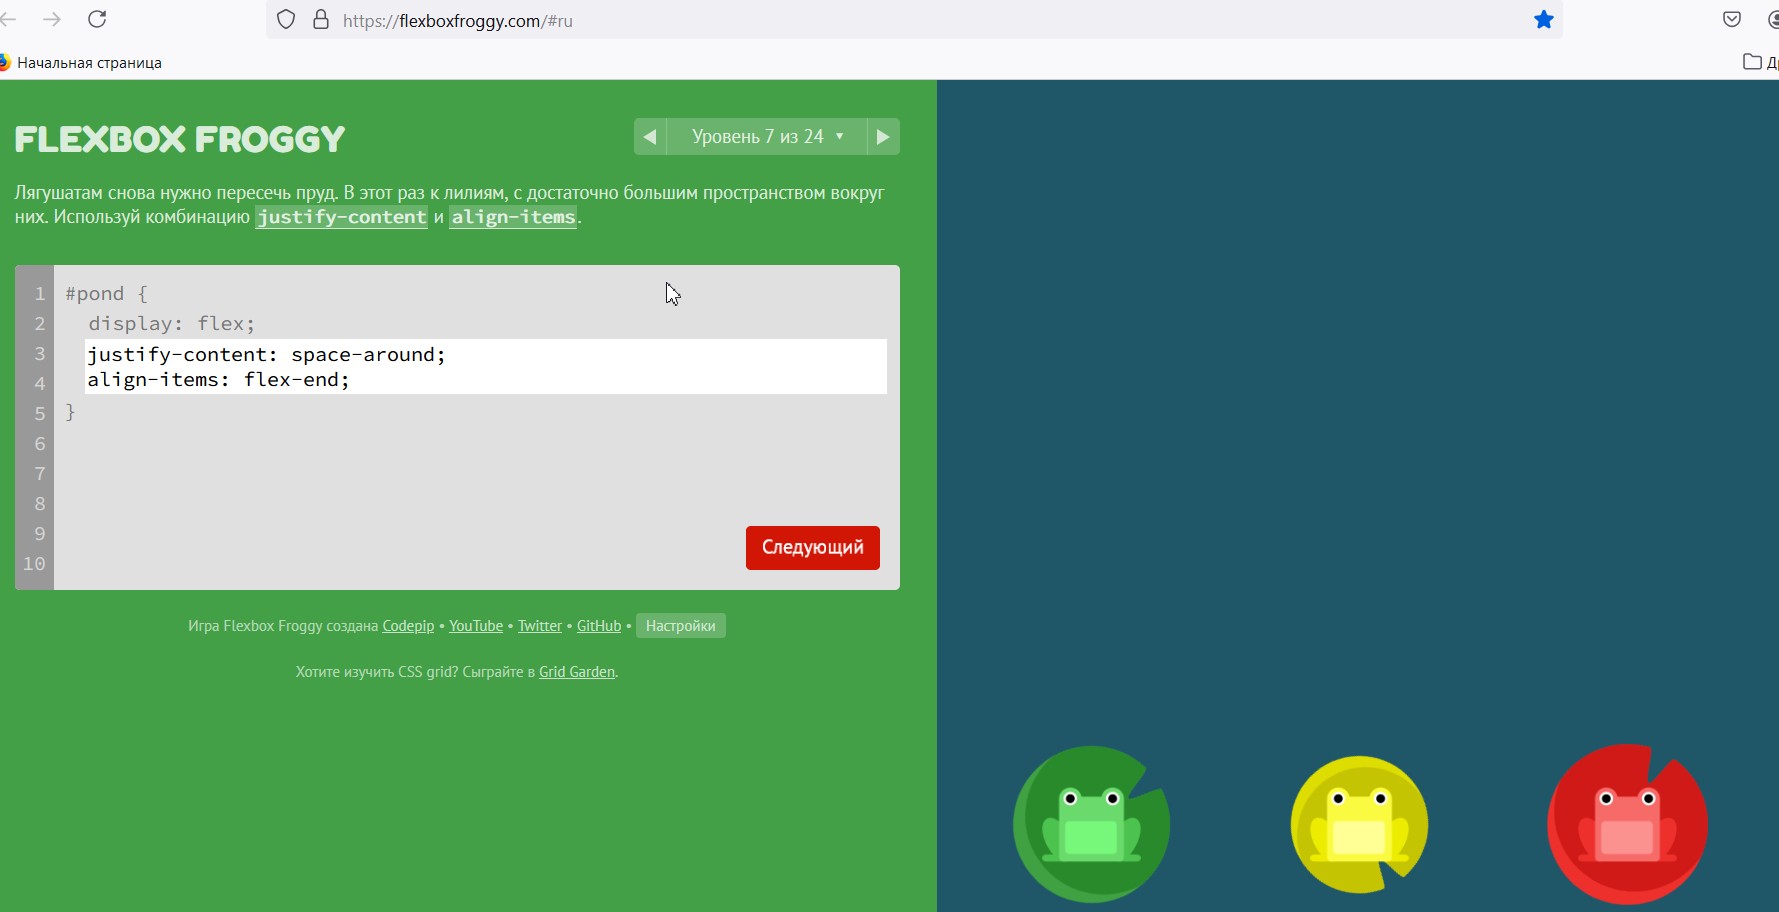 https://flexboxfroggy.com/#ru
Начальная страница
FLEXBOX FROGGY
Уровень 7 из 24 ▼
Лягушатам снова нужно пересечь пруд. В этот раз к лилиям, с достаточно большим пространством вокруг
них. Используй комбинацию justify-content и align-items.
1 #pond {
2 display: flex;
3 justify-content: space-around;
4 align-items: flex-end;
5 }
6
7
8
9
10
Следующий
Игра Flexbox Froggy создана Codepip • YouTube • Twitter • GitHub • Настройки
Хотите изучить CSS grid? Сыграйте в Grid Garden.